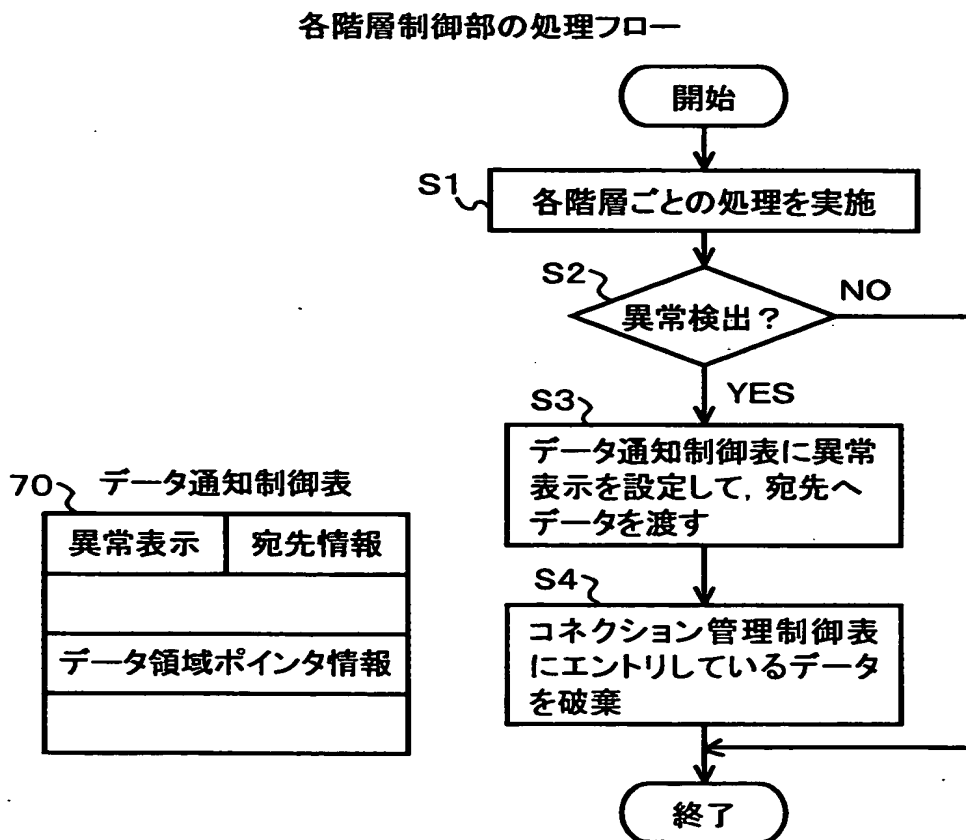 各階層制御部の処理フロー
開始
S1
各階層ごとの処理を実施
S2
異常検出?
NO
YES
S3
データ通知制御表に異常
表示を設定して,宛先へ
データを渡す
S4
コネクション管理制御表
にエントリしているデータ
を破棄
終了
70
データ通知制御表
異常表示
宛先情報
データ領域ポインタ情報